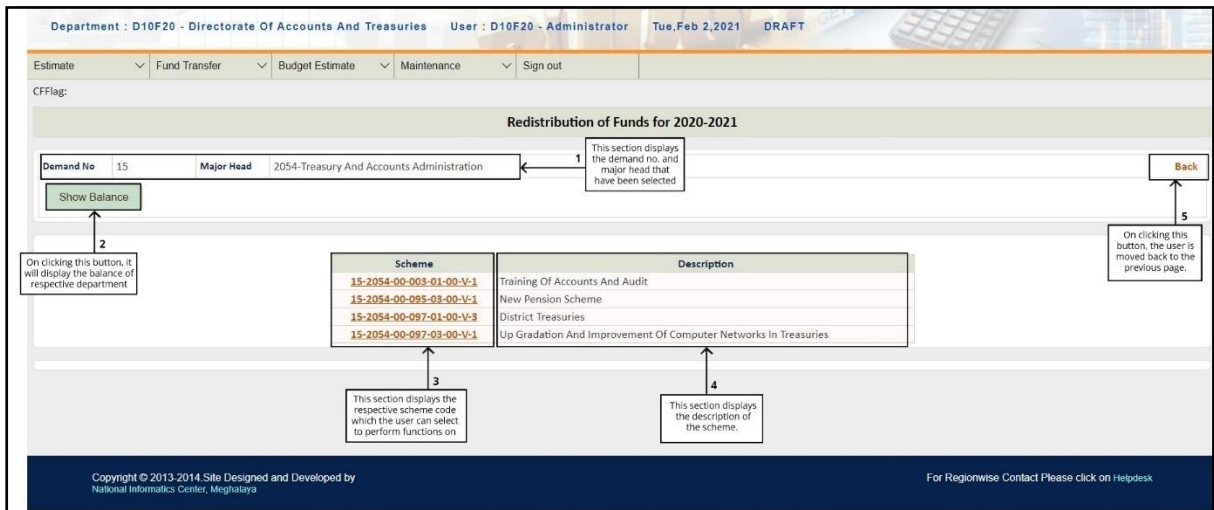 Department : D10F20 - Directorate Of Accounts And Treasuries User : D10F20 - Administrator Tue,Feb 2,2021 DRAFT
Estimate Fund Transfer Budget Estimate Maintenance Sign out
CFFlag:
Redistribution of Funds for 2020-2021
Demand No 15 Major Head 2054-Treasury And Accounts Administration
1
This section displays
the demand no. and
major head that
have been selected
Back
Show Balance
2
On clicking this button, it
will display the balance of
respective department
5
On clicking this
button, the user is
moved back to the
previous page.
Scheme Description
15-2054-00-003-01-00-V-1 Training Of Accounts And Audit
15-2054-00-095-03-00-V-1 New Pension Scheme
15-2054-00-097-01-00-V-3 District Treasuries
15-2054-00-097-03-00-V-1 Up Gradation And Improvement Of Computer Networks In Treasuries
3
This section displays the
respective scheme code
which the user can select
to perform functions on
4
This section displays
the description of
the scheme.
Copyright © 2013-2014.Site Designed and Developed by
National Informatics Center, Meghalaya
For Regionwise Contact Please click on Helpdesk